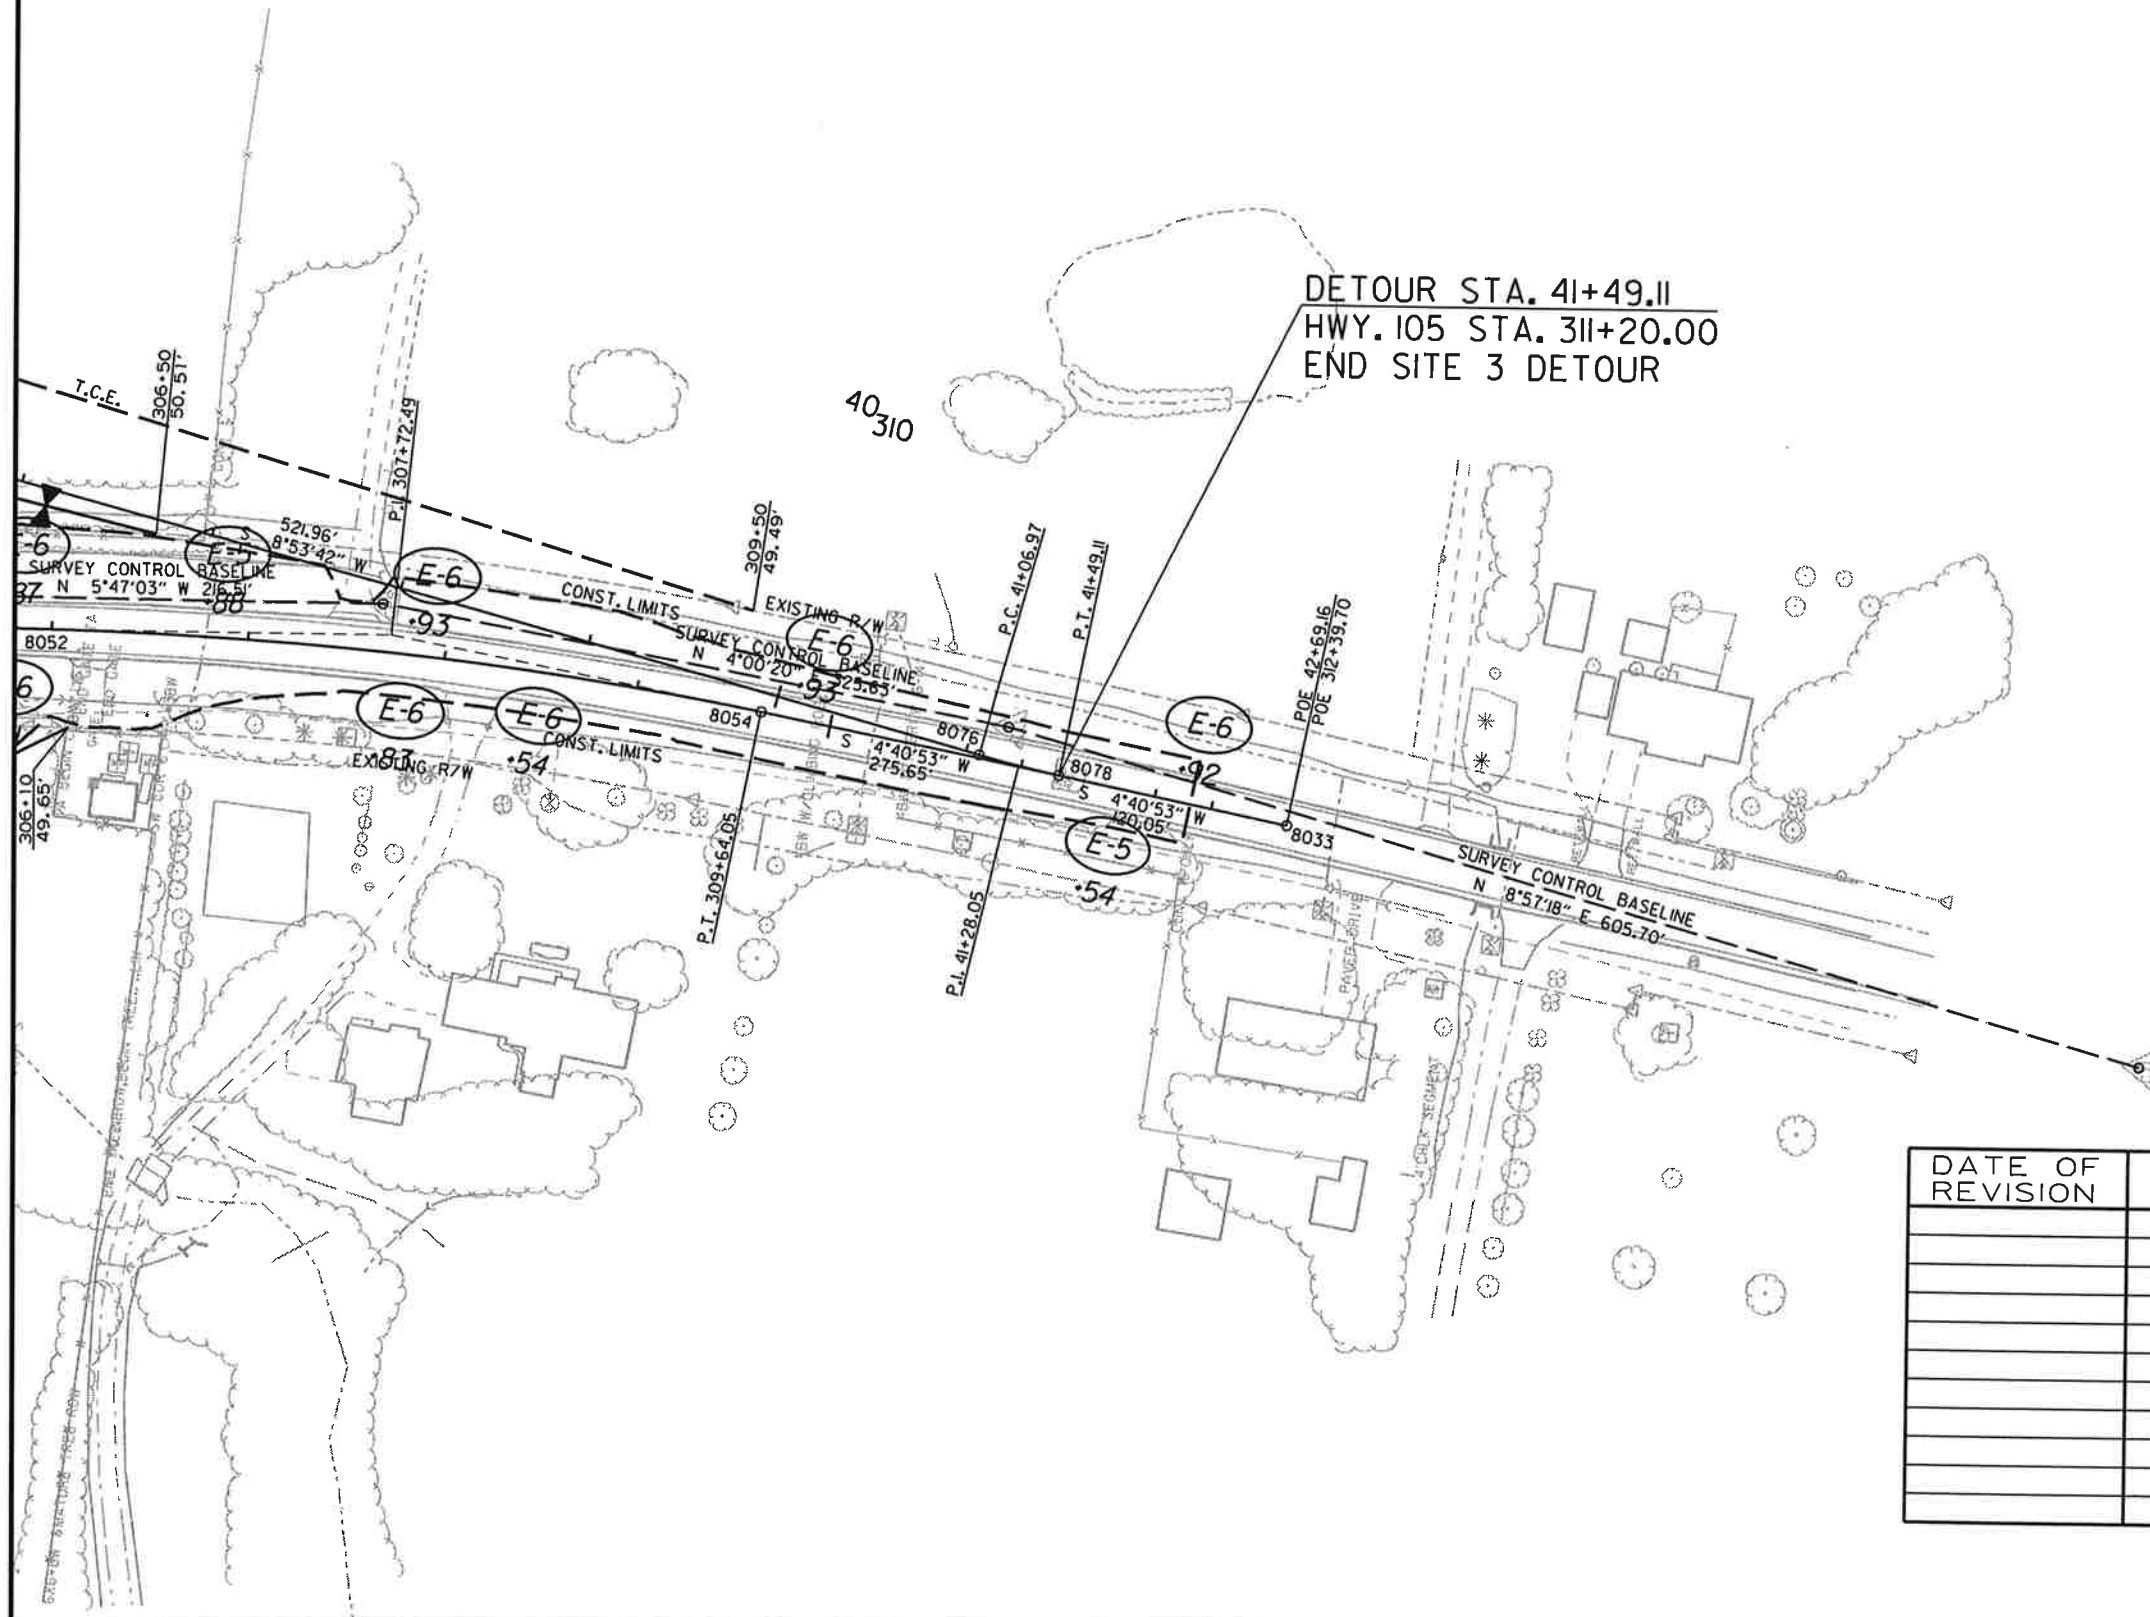 DETOUR STA. 41+49.11
HWY. 105 STA. 311+20.00
END SITE 3 DETOUR
T.C.E.
306+50
50.51'
P.I. 307+72.49
40
310
309+50
49.49'
P.C. 41+06.97
P.T. 41+49.11
POE 42+69.16
POE 312+39.70
-6
E-5
S 8°53'42" W
521.96'
E-6
SURVEY CONTROL BASELINE
N 5°47'03" W 216.51'
37
+88
+93
CONST. LIMITS
EXISTING R/W
E-6
SURVEY CONTROL BASELINE
N 4°00'20" E 525.63'
+93
8052
6
E-6
E-6
8054
8076
S 4°40'53" W
275.65'
8078
S 4°40'53" W
120.05'
E-6
+92
8033
E-5
+54
CONST. LIMITS
EXISTING R/W
+83
+54
306+10
49.65'
P.T. 309+64.05
P.I. 41+28.05
SURVEY CONTROL BASELINE
N 8°57'18" E 605.70'
PAVED DRIVE
DATE OF
REVISION